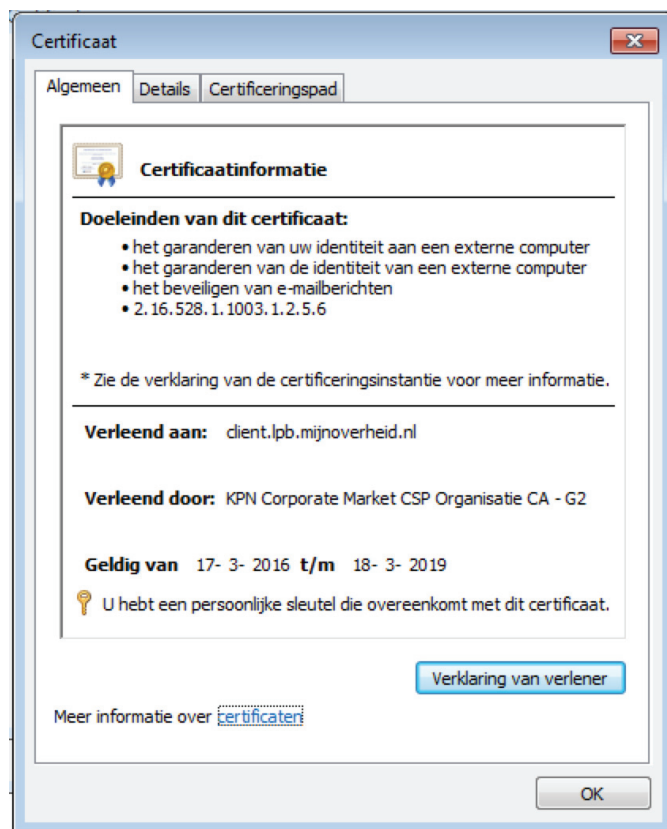 Certificaat
Algemeen Details Certificeringspad
Certificaatinformatie
Doeleinden van dit certificaat:
• het garanderen van uw identiteit aan een externe computer
• het garanderen van de identiteit van een externe computer
• het beveiligen van e-mailberichten
• 2.16.528.1.1003.1.2.5.6
* Zie de verklaring van de certificeringsinstantie voor meer informatie.
Verleend aan: client.lpb.mijnoverheid.nl
Verleend door: KPN Corporate Market CSP Organisatie CA - G2
Geldig van 17- 3- 2016 t/m 18- 3- 2019
U hebt een persoonlijke sleutel die overeenkomt met dit certificaat.
Verklaring van verlener
Meer informatie over certificaten
OK